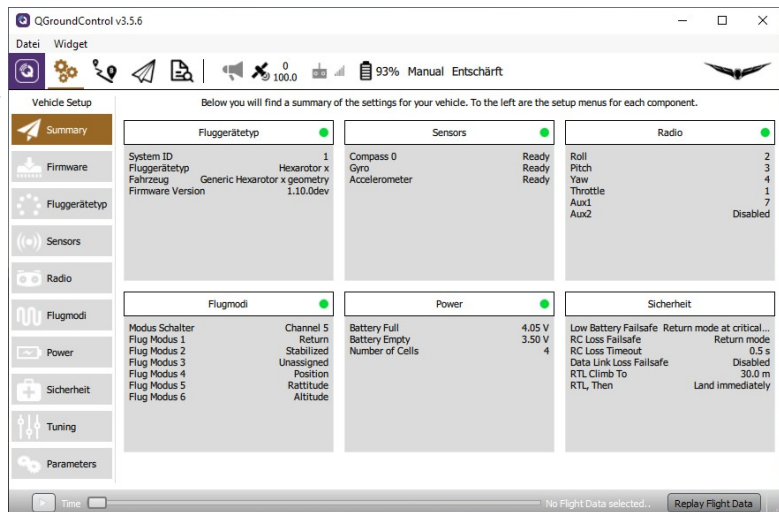 QGroundControl v3.5.6
Datei Widget
0
100.0
93% Manual Entschärft
Vehicle Setup
Below you will find a summary of the settings for your vehicle. To the left are the setup menus for each component.
Summary
Firmware
Fluggerätetyp
Sensors
Radio
Flugmodi
Power
Sicherheit
Tuning
Parameters
Fluggerätetyp
System ID 1
Fluggerätetyp Hexarotor x
Fahrzeug Generic Hexarotor x geometry
Firmware Version 1.10.0dev
Sensors
Compass 0 Ready
Gyro Ready
Accelerometer Ready
Radio
Roll 2
Pitch 3
Yaw 4
Throttle 1
Aux1 7
Aux2 Disabled
Flugmodi
Modus Schalter Channel 5
Flug Modus 1 Return
Flug Modus 2 Stabilized
Flug Modus 3 Unassigned
Flug Modus 4 Position
Flug Modus 5 Rattitude
Flug Modus 6 Altitude
Power
Battery Full 4.05 V
Battery Empty 3.50 V
Number of Cells 4
Sicherheit
Low Battery Failsafe Return mode at critical...
RC Loss Failsafe Return mode
RC Loss Timeout 0.5 s
Data Link Loss Failsafe Disabled
RTL Climb To 30.0 m
RTL, Then Land immediately
Time
No Flight Data selected..
Replay Flight Data